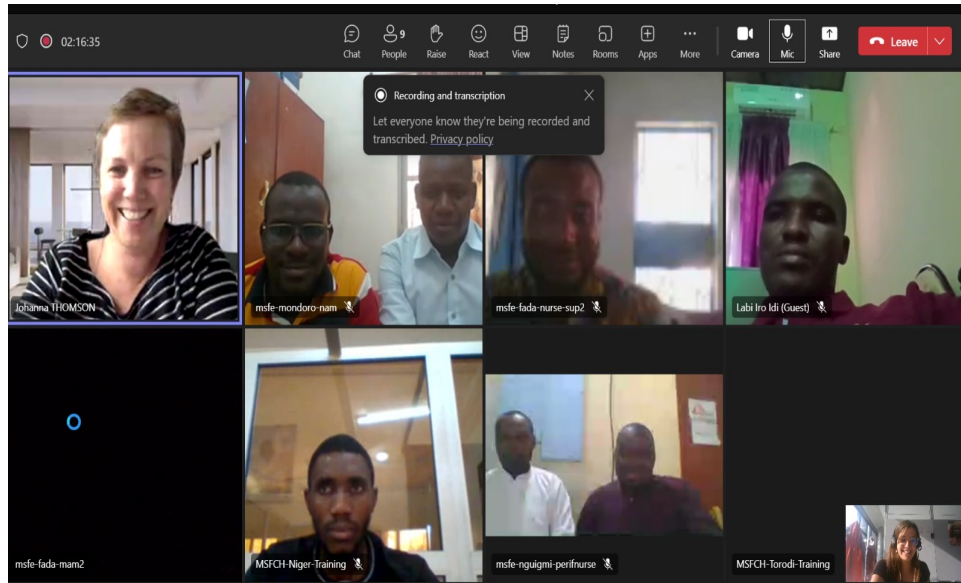 02:16:35
Chat
People 9
Raise
React
View
Notes
Rooms
Apps
More
Camera
Mic
Share
Leave
Recording and transcription
Let everyone know they're being recorded and
transcribed. Privacy policy
Johanna THOMSON
msfe-mondoro-nam
msfe-fada-nurse-sup2
Labi Iro Idi (Guest)
msfe-fada-mam2
MSFCH-Niger-Training
msfe-nguigmi-perifnurse
MSFCH-Torodi-Training